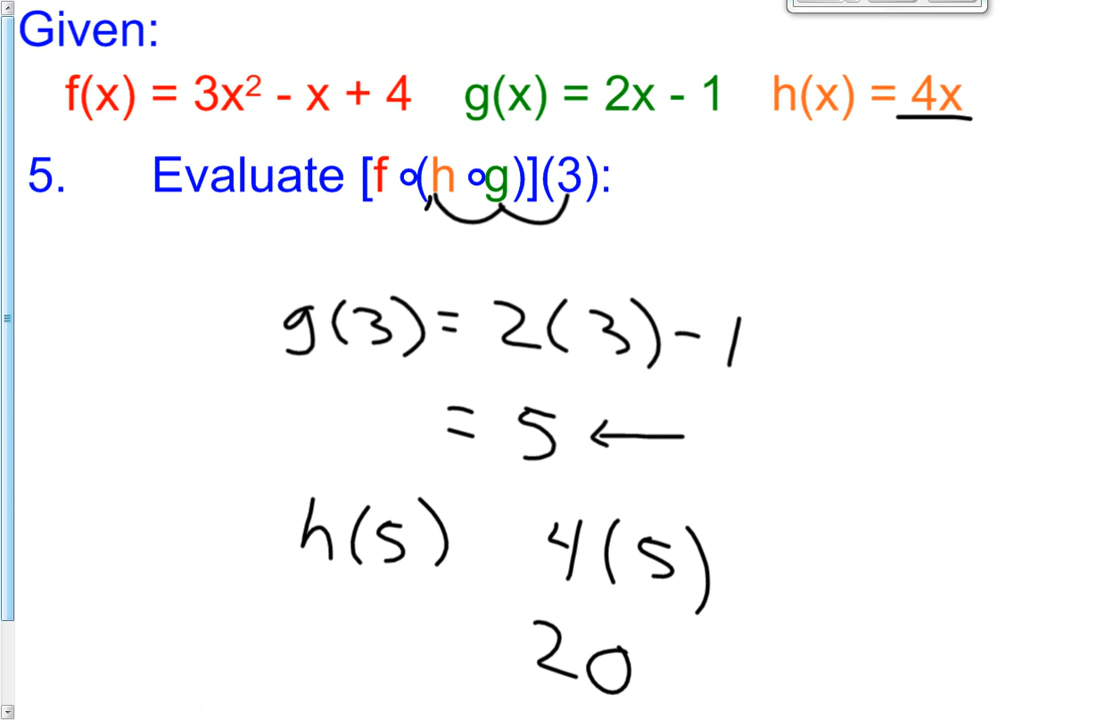 Given:
f(x) = 3x² - x + 4 g(x) = 2x - 1 h(x) = 4x
5. Evaluate [f∘(h∘g)](3):
g(3) = 2(3) - 1
= 5 ←
h(5) 4(5)
20